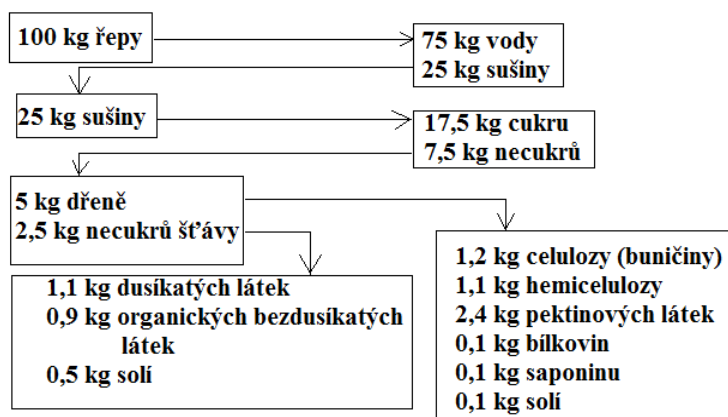 100 kg řepy
75 kg vody
25 kg sušiny
25 kg sušiny
17,5 kg cukru
7,5 kg necukrů
5 kg dřeně
2,5 kg necukrů šťávy
1,1 kg dusíkatých látek
0,9 kg organických bezdusíkatých
látek
0,5 kg solí
1,2 kg celulozy (buničiny)
1,1 kg hemicelulozy
2,4 kg pektinových látek
0,1 kg bílkovin
0,1 kg saponinu
0,1 kg solí